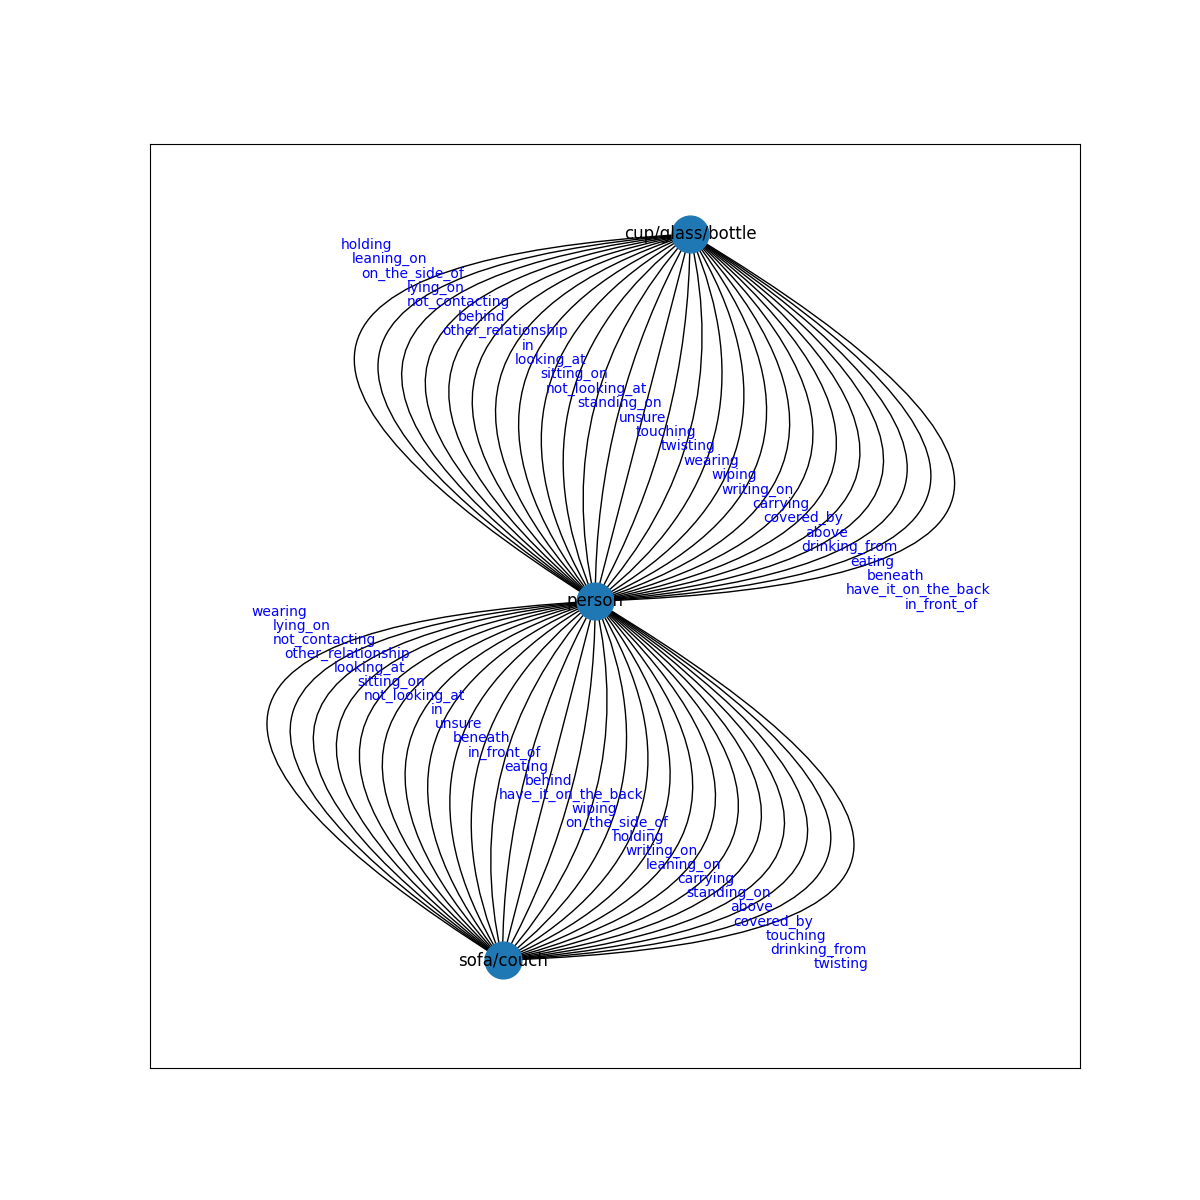 cup/glass/bottle
holding
leaning_on
on_the_side_of
lying_on
not_contacting
behind
other_relationship
in
looking_at
sitting_on
not_looking_at
standing_on
unsure
touching
twisting
wearing
wiping
writing_on
carrying
covered_by
above
drinking_from
eating
beneath
have_it_on_the_back
in_front_of
person
wearing
lying_on
not_contacting
other_relationship
looking_at
sitting_on
not_looking_at
in
unsure
beneath
in_front_of
eating
behind
have_it_on_the_back
wiping
on_the_side_of
holding
writing_on
leaning_on
carrying
standing_on
above
covered_by
touching
drinking_from
sofa/couch
twisting